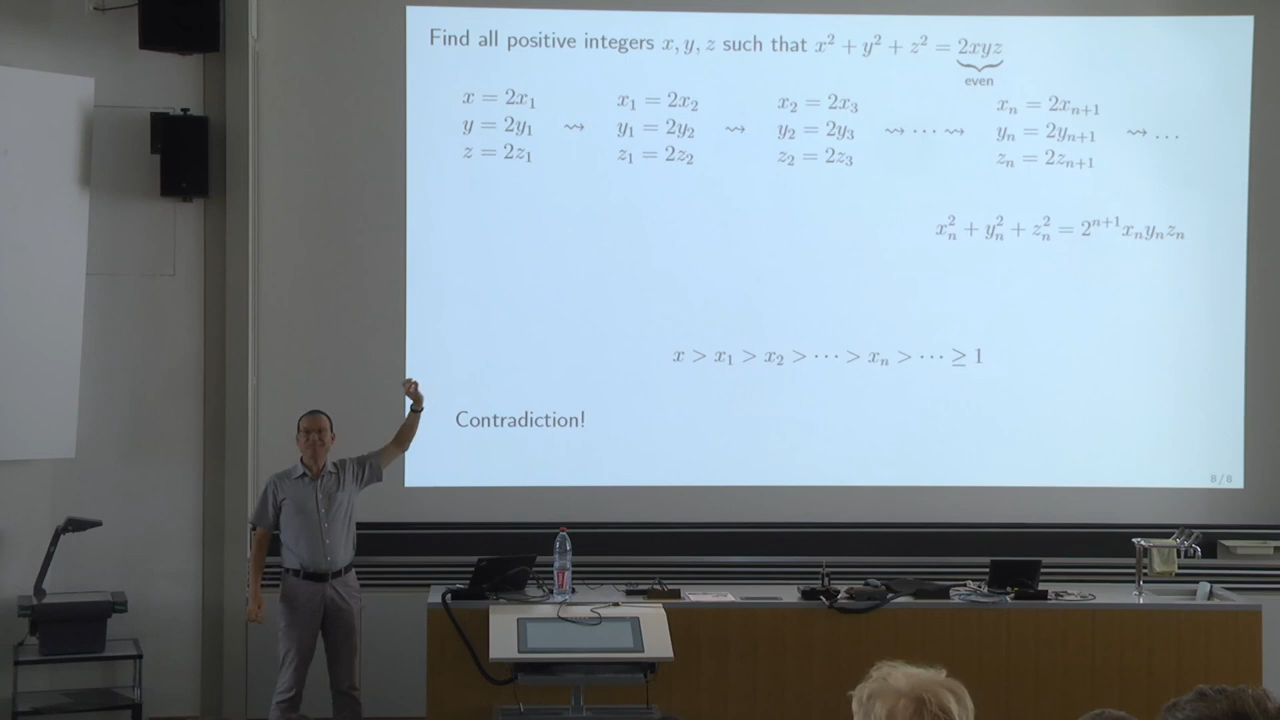 Find all positive integers x, y, z such that x² + y² + z² = 2xyz
even
x = 2x₁ x₁ = 2x₂ x₂ = 2x₃ xₙ = 2xₙ₊₁
y = 2y₁ ⇝ y₁ = 2y₂ ⇝ y₂ = 2y₃ ⇝ ··· ⇝ yₙ = 2yₙ₊₁ ⇝ ...
z = 2z₁ z₁ = 2z₂ z₂ = 2z₃ zₙ = 2zₙ₊₁
xₙ² + yₙ² + zₙ² = 2ⁿ⁺¹xₙyₙzₙ
x > x₁ > x₂ > ··· > xₙ > ··· ≥ 1
Contradiction!
8/8